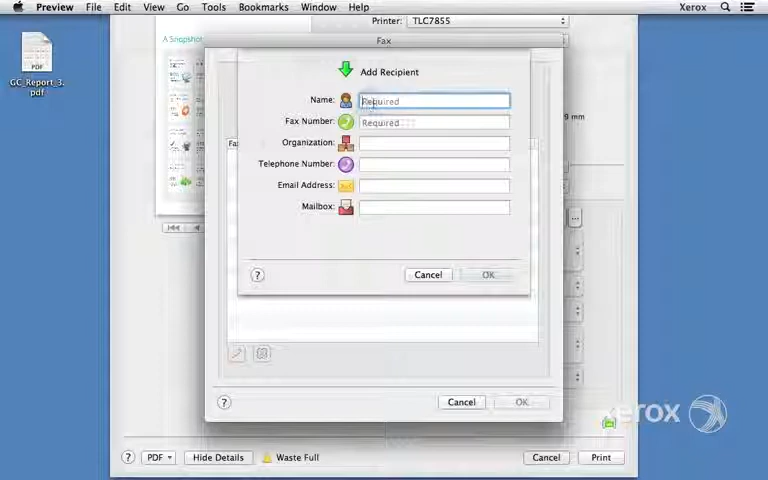 Preview File Edit View Go Tools Bookmarks Window Help Xerox
Printer: TLC7855
A Snapshot
Fax
PDF
GC_Report_3.
pdf
Add Recipient
Name: Required
Fax Number: Required
Organization:
Telephone Number:
Email Address:
Mailbox:
mm
? Cancel OK
? Cancel OK
xerox
? PDF Hide Details Waste Full Cancel Print